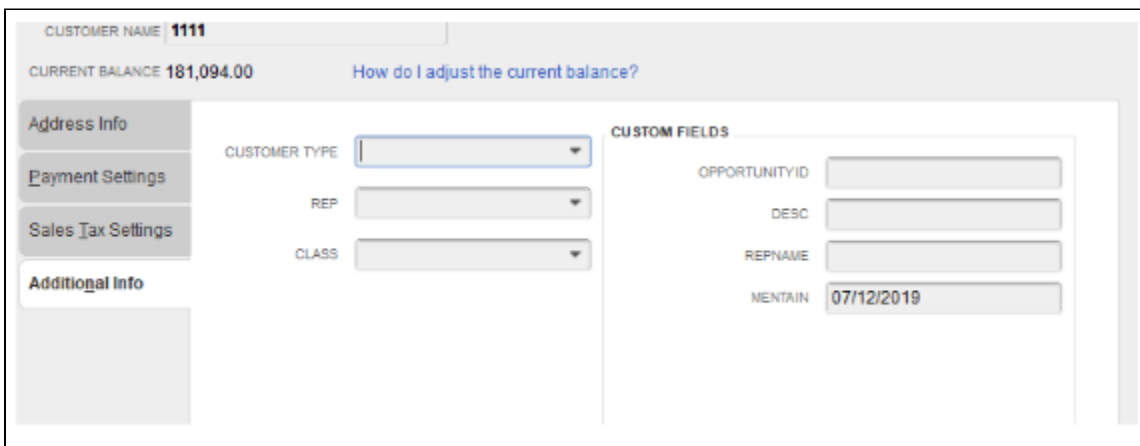 CUSTOMER NAME 1111
CURRENT BALANCE 181,094.00 How do I adjust the current balance?
Address Info
Payment Settings
Sales Tax Settings
Additional Info
CUSTOMER TYPE
REP
CLASS
CUSTOM FIELDS
OPPORTUNITYID
DESC
REPNAME
MENTAIN 07/12/2019